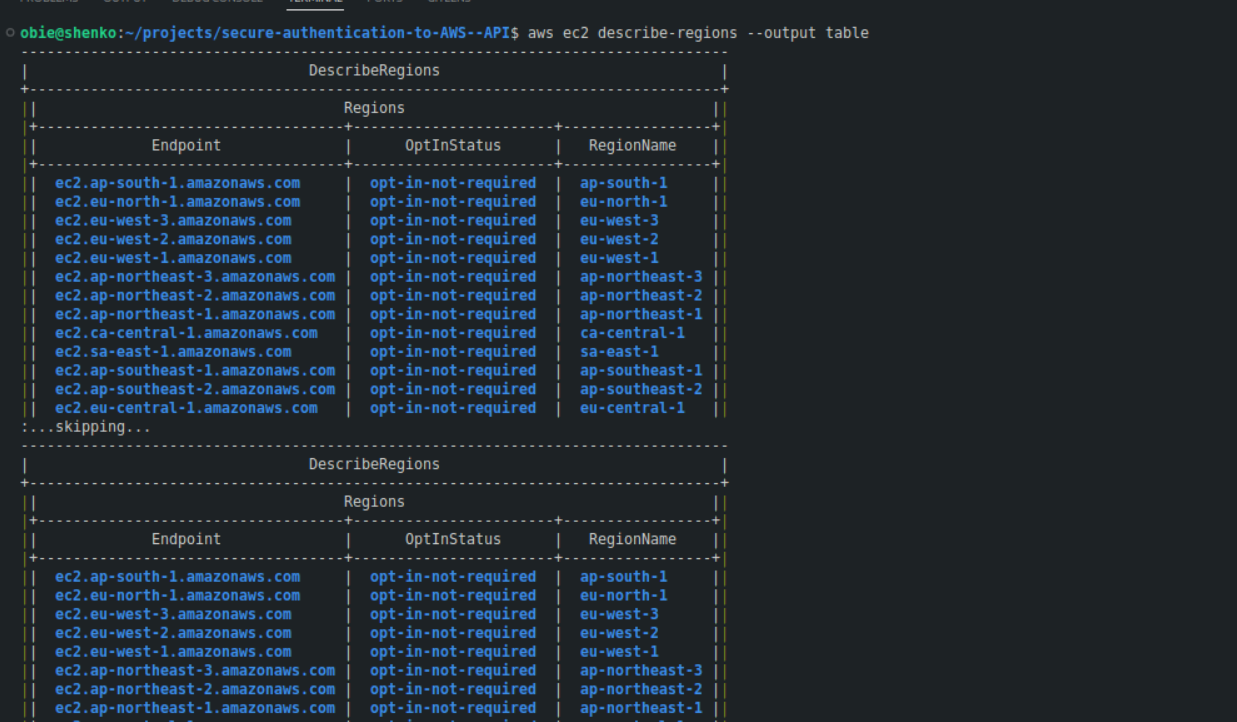 PROBLEMS OUTPUT DEBUG CONSOLE TERMINAL PORTS GITLENS
obie@shenko:~/projects/secure-authentication-to-AWS--API$ aws ec2 describe-regions --output table
--------------------------------------------------------------------------------
| DescribeRegions |
+------------------------------------------------------------------------------+
|| Regions ||
|+-----------------------------------+-----------------------+-----------------+|
|| Endpoint | OptInStatus | RegionName ||
|+-----------------------------------+-----------------------+-----------------+|
|| ec2.ap-south-1.amazonaws.com | opt-in-not-required | ap-south-1 ||
|| ec2.eu-north-1.amazonaws.com | opt-in-not-required | eu-north-1 ||
|| ec2.eu-west-3.amazonaws.com | opt-in-not-required | eu-west-3 ||
|| ec2.eu-west-2.amazonaws.com | opt-in-not-required | eu-west-2 ||
|| ec2.eu-west-1.amazonaws.com | opt-in-not-required | eu-west-1 ||
|| ec2.ap-northeast-3.amazonaws.com | opt-in-not-required | ap-northeast-3 ||
|| ec2.ap-northeast-2.amazonaws.com | opt-in-not-required | ap-northeast-2 ||
|| ec2.ap-northeast-1.amazonaws.com | opt-in-not-required | ap-northeast-1 ||
|| ec2.ca-central-1.amazonaws.com | opt-in-not-required | ca-central-1 ||
|| ec2.sa-east-1.amazonaws.com | opt-in-not-required | sa-east-1 ||
|| ec2.ap-southeast-1.amazonaws.com | opt-in-not-required | ap-southeast-1 ||
|| ec2.ap-southeast-2.amazonaws.com | opt-in-not-required | ap-southeast-2 ||
|| ec2.eu-central-1.amazonaws.com | opt-in-not-required | eu-central-1 ||
:...skipping...
--------------------------------------------------------------------------------
| DescribeRegions |
+------------------------------------------------------------------------------+
|| Regions ||
|+-----------------------------------+-----------------------+-----------------+|
|| Endpoint | OptInStatus | RegionName ||
|+-----------------------------------+-----------------------+-----------------+|
|| ec2.ap-south-1.amazonaws.com | opt-in-not-required | ap-south-1 ||
|| ec2.eu-north-1.amazonaws.com | opt-in-not-required | eu-north-1 ||
|| ec2.eu-west-3.amazonaws.com | opt-in-not-required | eu-west-3 ||
|| ec2.eu-west-2.amazonaws.com | opt-in-not-required | eu-west-2 ||
|| ec2.eu-west-1.amazonaws.com | opt-in-not-required | eu-west-1 ||
|| ec2.ap-northeast-3.amazonaws.com | opt-in-not-required | ap-northeast-3 ||
|| ec2.ap-northeast-2.amazonaws.com | opt-in-not-required | ap-northeast-2 ||
|| ec2.ap-northeast-1.amazonaws.com | opt-in-not-required | ap-northeast-1 ||